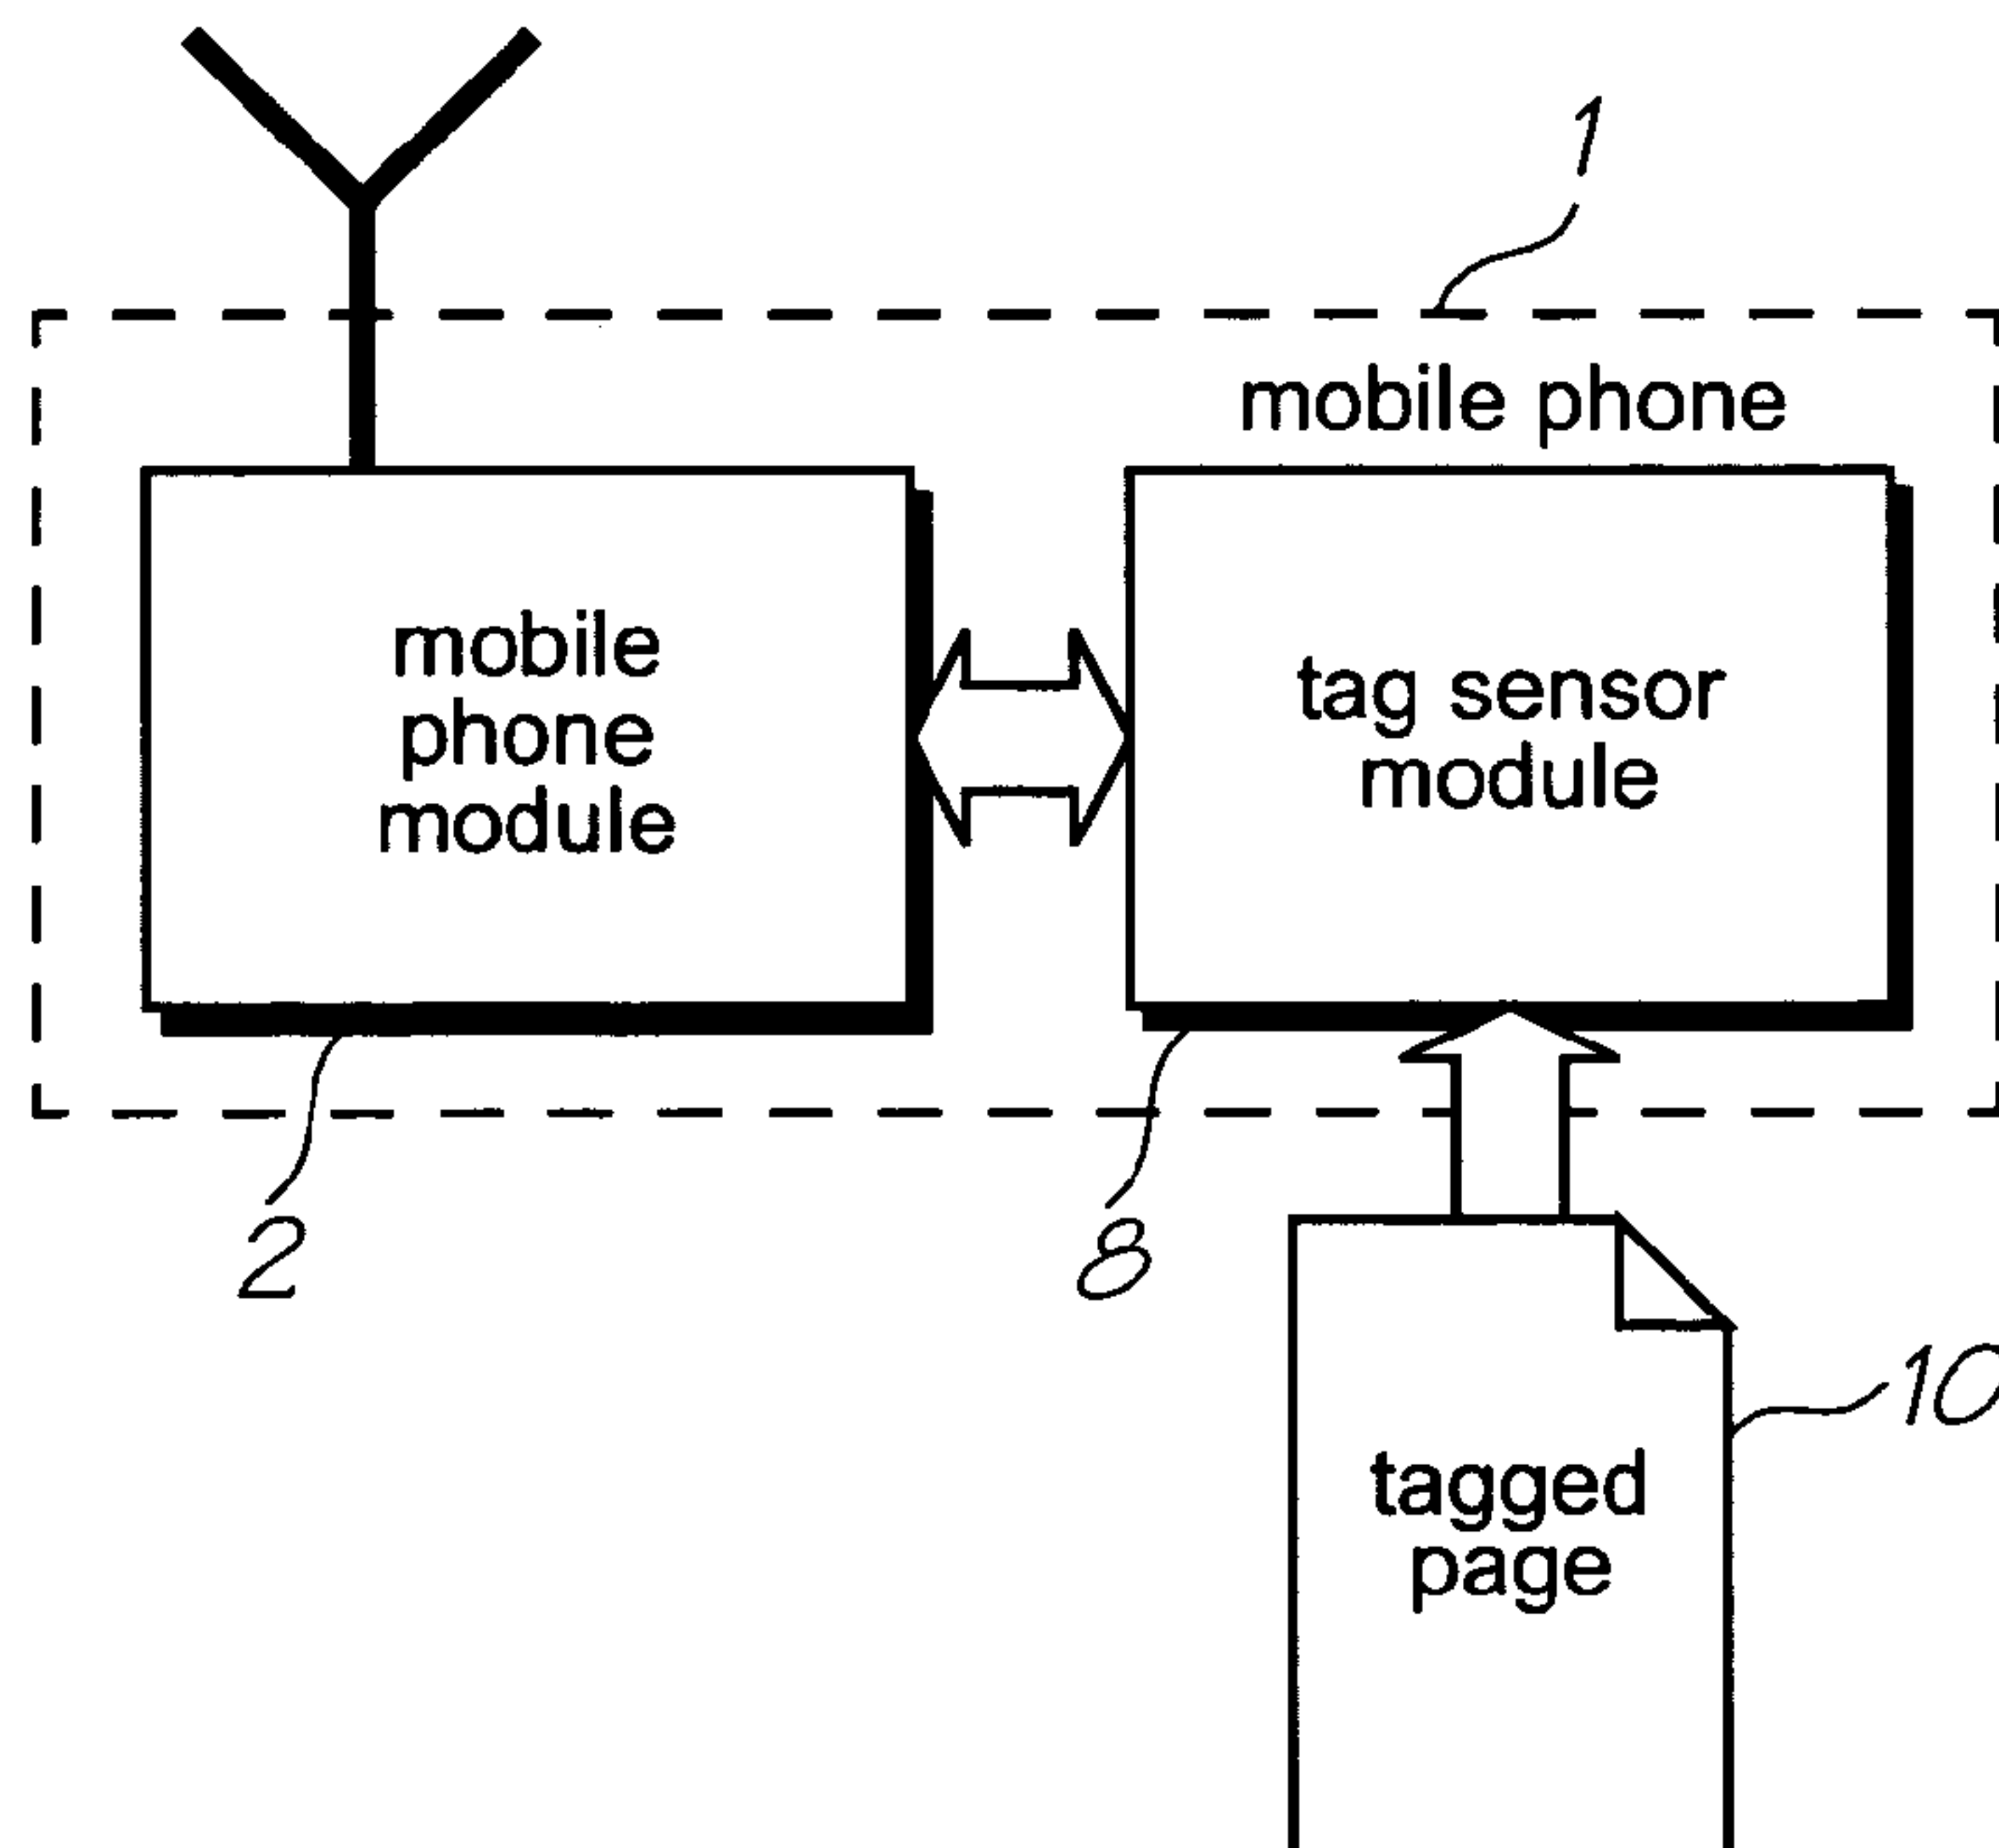 1
mobile phone
mobile
phone
module
tag sensor
module
2
8
10
tagged
page